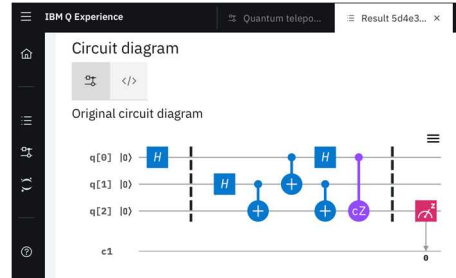 IBM Q Experience
Quantum telepo...
Result 5d4e3... ×
Circuit diagram
</>
Original circuit diagram
q[0] |0⟩ H H
q[1] |0⟩ H +
q[2] |0⟩ + + cZ z
c1
0